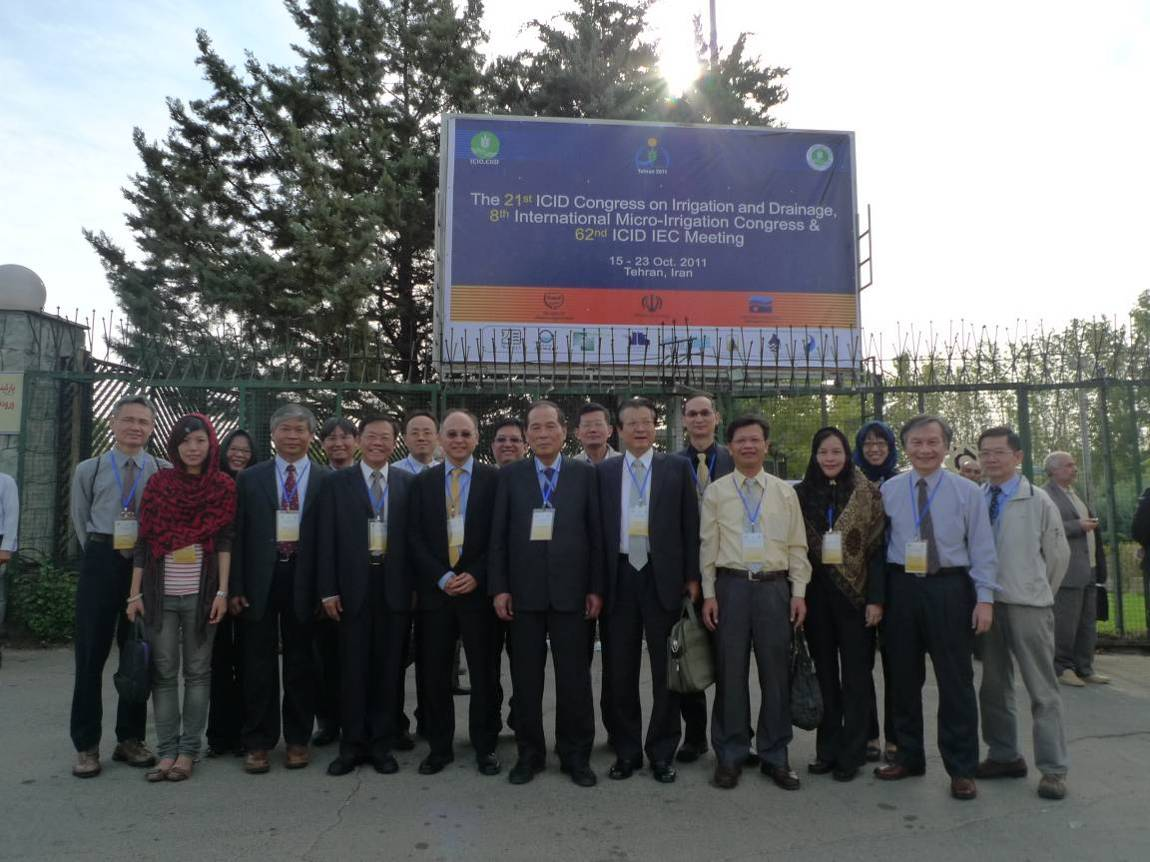 ICID.CIID
Tehran 2011
The 21st ICID Congress on Irrigation and Drainage,
8th International Micro-Irrigation Congress &
62nd ICID IEC Meeting
15 - 23 Oct. 2011
Tehran, Iran